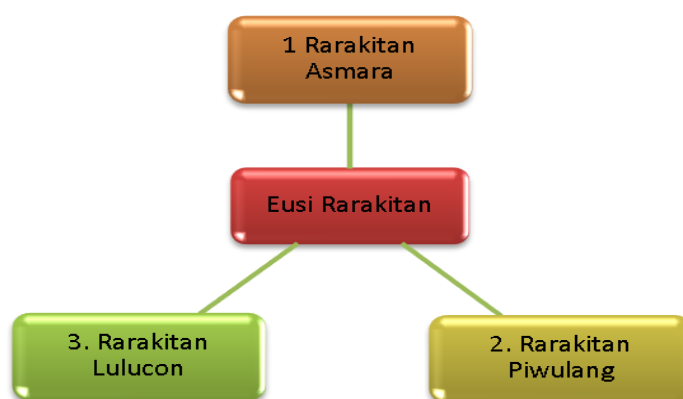 1 Rarakitan
Asmara
Eusi Rarakitan
3. Rarakitan
Lulucon
2. Rarakitan
Piwulang